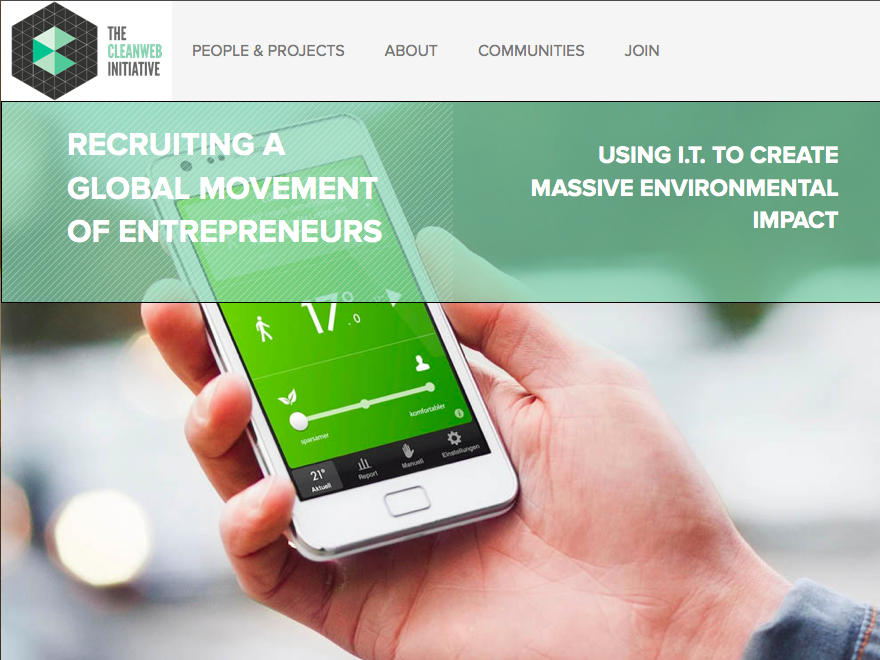 THE
CLEANWEB
INITIATIVE
PEOPLE & PROJECTS ABOUT COMMUNITIES JOIN
RECRUITING A
GLOBAL MOVEMENT
OF ENTREPRENEURS
USING I.T. TO CREATE
MASSIVE ENVIRONMENTAL
IMPACT
17°.0
sparsamer
komfortabler
21°
Aktuell
Report
Manuell
Einstellungen